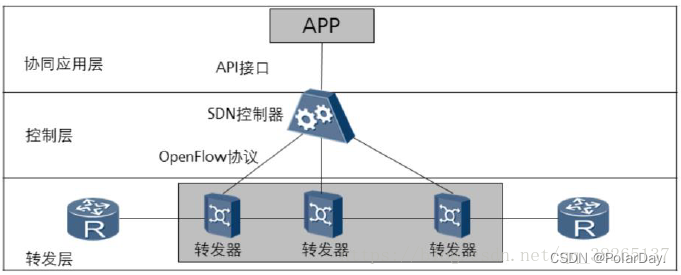 APP
协同应用层
API接口
SDN控制器
控制层
OpenFlow协议
R
R
转发器
转发器
转发器
转发层
CSDN @PolarDay.